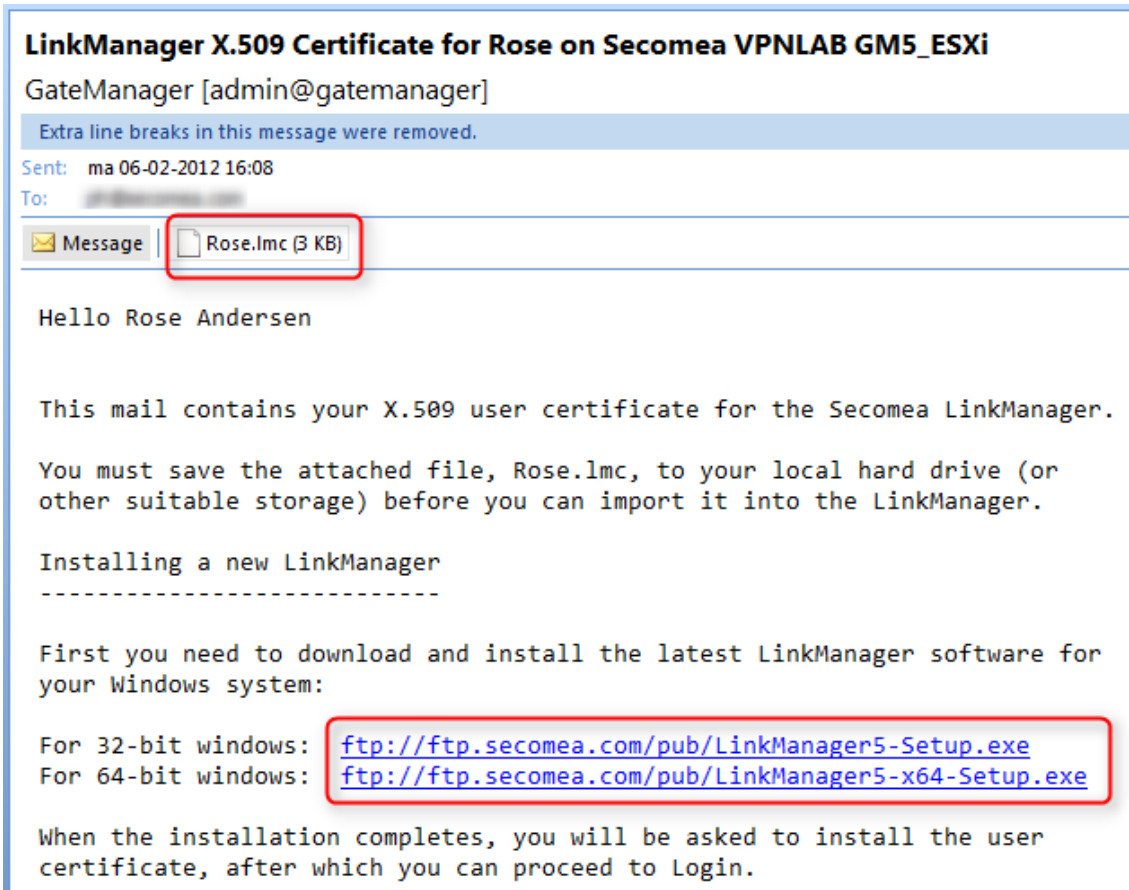 LinkManager X.509 Certificate for Rose on Secomea VPNLAB GM5_ESXi
GateManager [admin@gatemanager]
Extra line breaks in this message were removed.
Sent: ma 06-02-2012 16:08
To:
Message Rose.lmc (3 KB)
Hello Rose Andersen
This mail contains your X.509 user certificate for the Secomea LinkManager.
You must save the attached file, Rose.lmc, to your local hard drive (or
other suitable storage) before you can import it into the LinkManager.
Installing a new LinkManager
----------------------------
First you need to download and install the latest LinkManager software for
your Windows system:
For 32-bit windows: ftp://ftp.secomea.com/pub/LinkManager5-Setup.exe
For 64-bit windows: ftp://ftp.secomea.com/pub/LinkManager5-x64-Setup.exe
When the installation completes, you will be asked to install the user
certificate, after which you can proceed to Login.